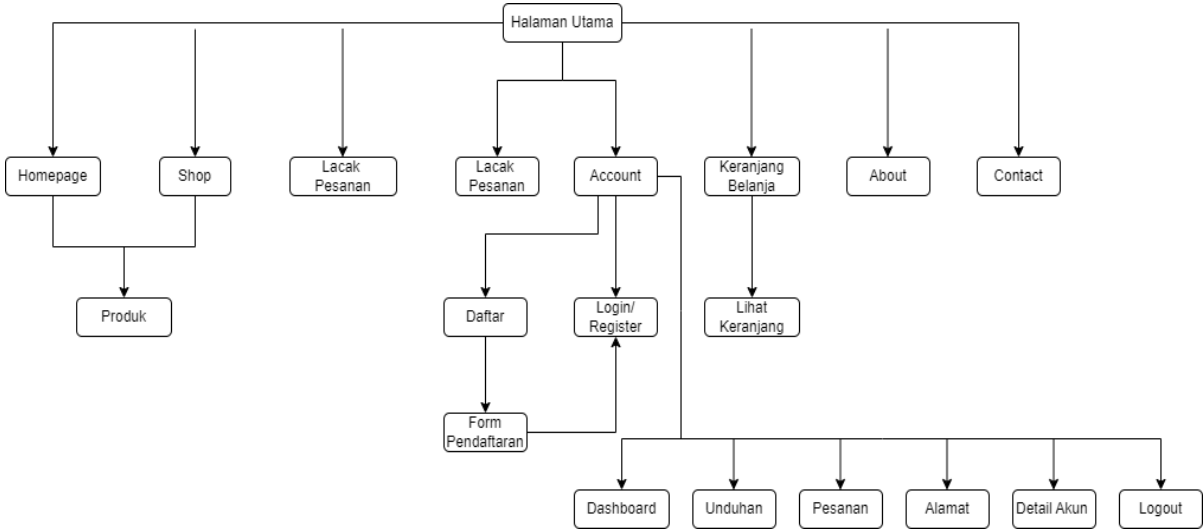 Halaman Utama
Homepage
Shop
Lacak
Pesanan
Lacak
Pesanan
Account
Keranjang
Belanja
About
Contact
Produk
Daftar
Login/
Register
Lihat
Keranjang
Form
Pendaftaran
Dashboard
Unduhan
Pesanan
Alamat
Detail Akun
Logout